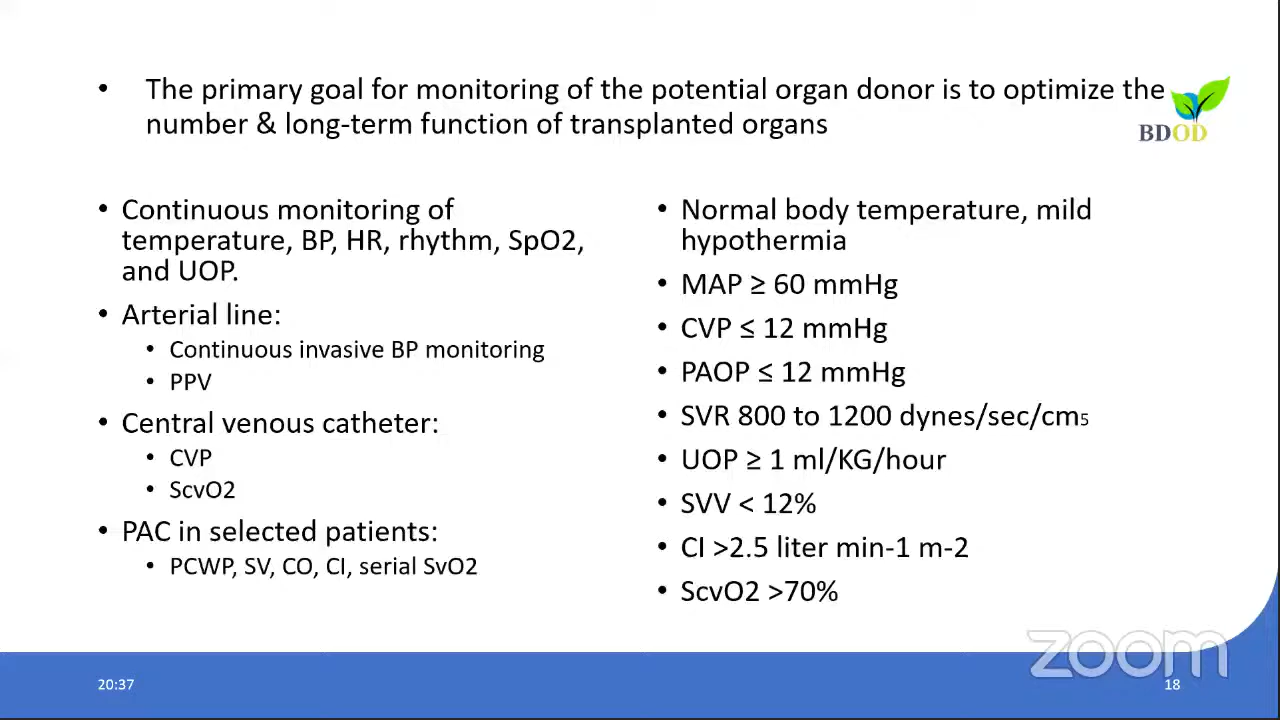 • The primary goal for monitoring of the potential organ donor is to optimize the
number & long-term function of transplanted organs
BDOD
• Continuous monitoring of
temperature, BP, HR, rhythm, SpO2,
and UOP.
• Arterial line:
• Continuous invasive BP monitoring
• PPV
• Central venous catheter:
• CVP
• ScvO2
• PAC in selected patients:
• PCWP, SV, CO, CI, serial SvO2
• Normal body temperature, mild
hypothermia
• MAP ≥ 60 mmHg
• CVP ≤ 12 mmHg
• PAOP ≤ 12 mmHg
• SVR 800 to 1200 dynes/sec/cm5
• UOP ≥ 1 ml/KG/hour
• SVV < 12%
• CI >2.5 liter min-1 m-2
• ScvO2 >70%
zoom
20:37
18